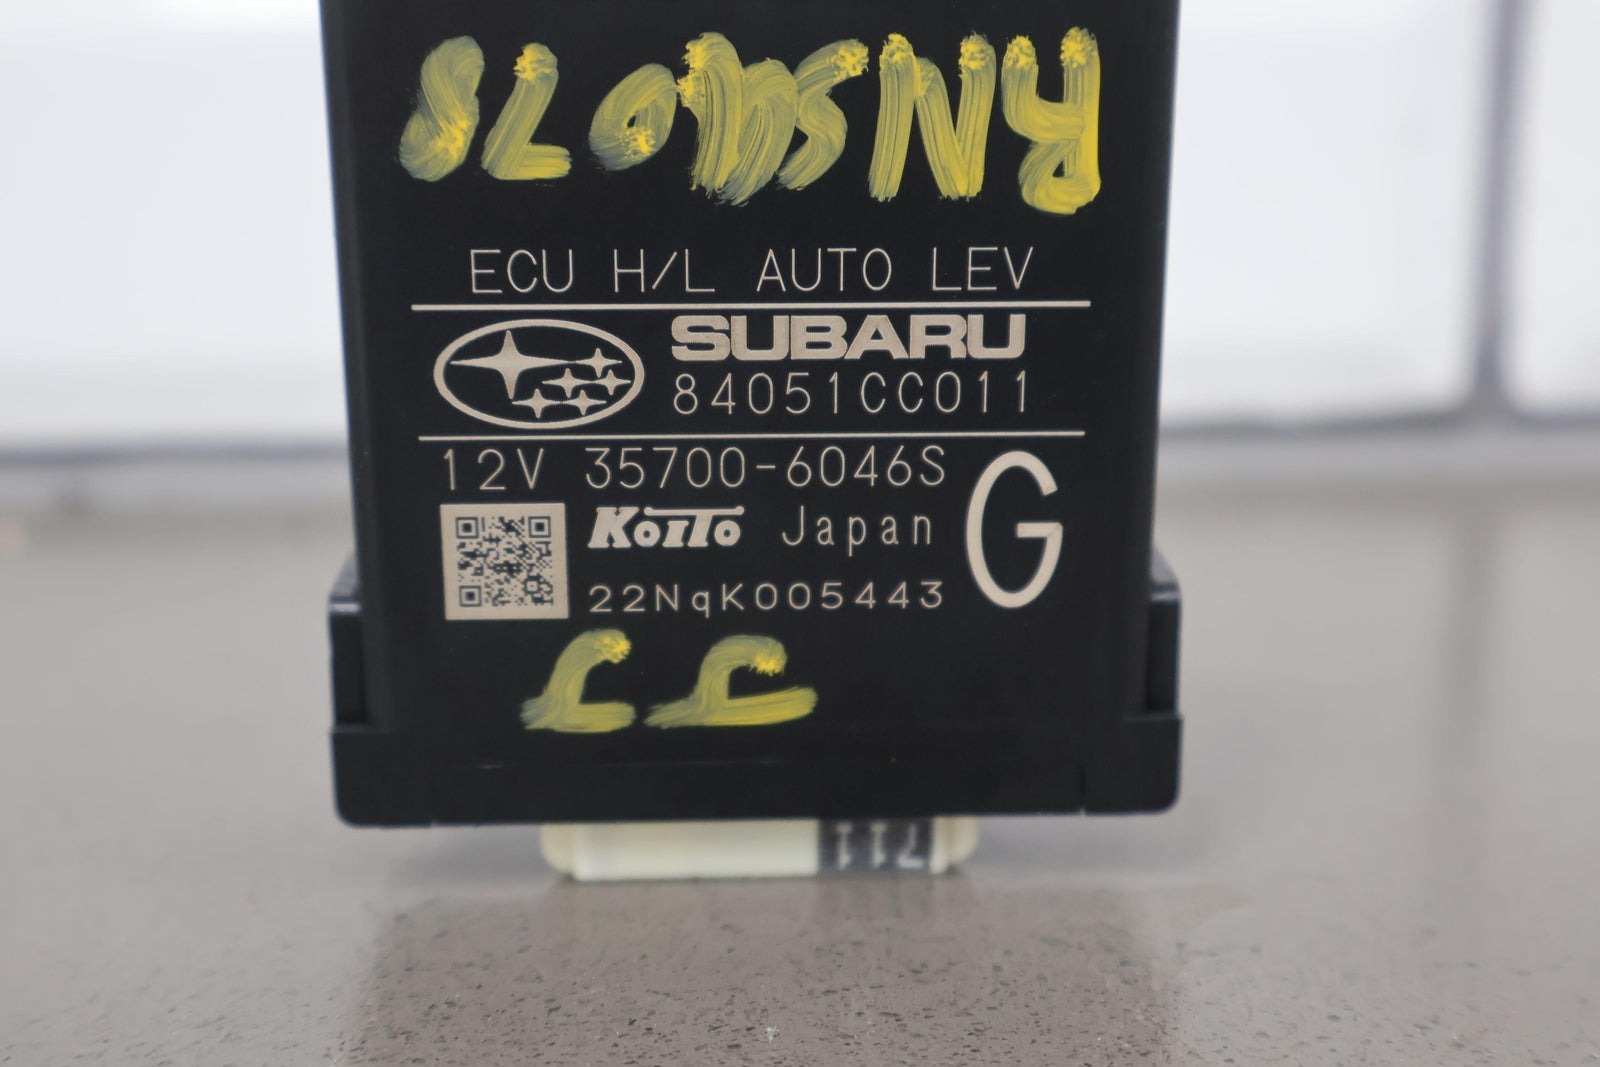 ECU H/L AUTO LEV
SUBARU
84051CC011
12V 35700-6046S
G
KOITO Japan
22NqK005443